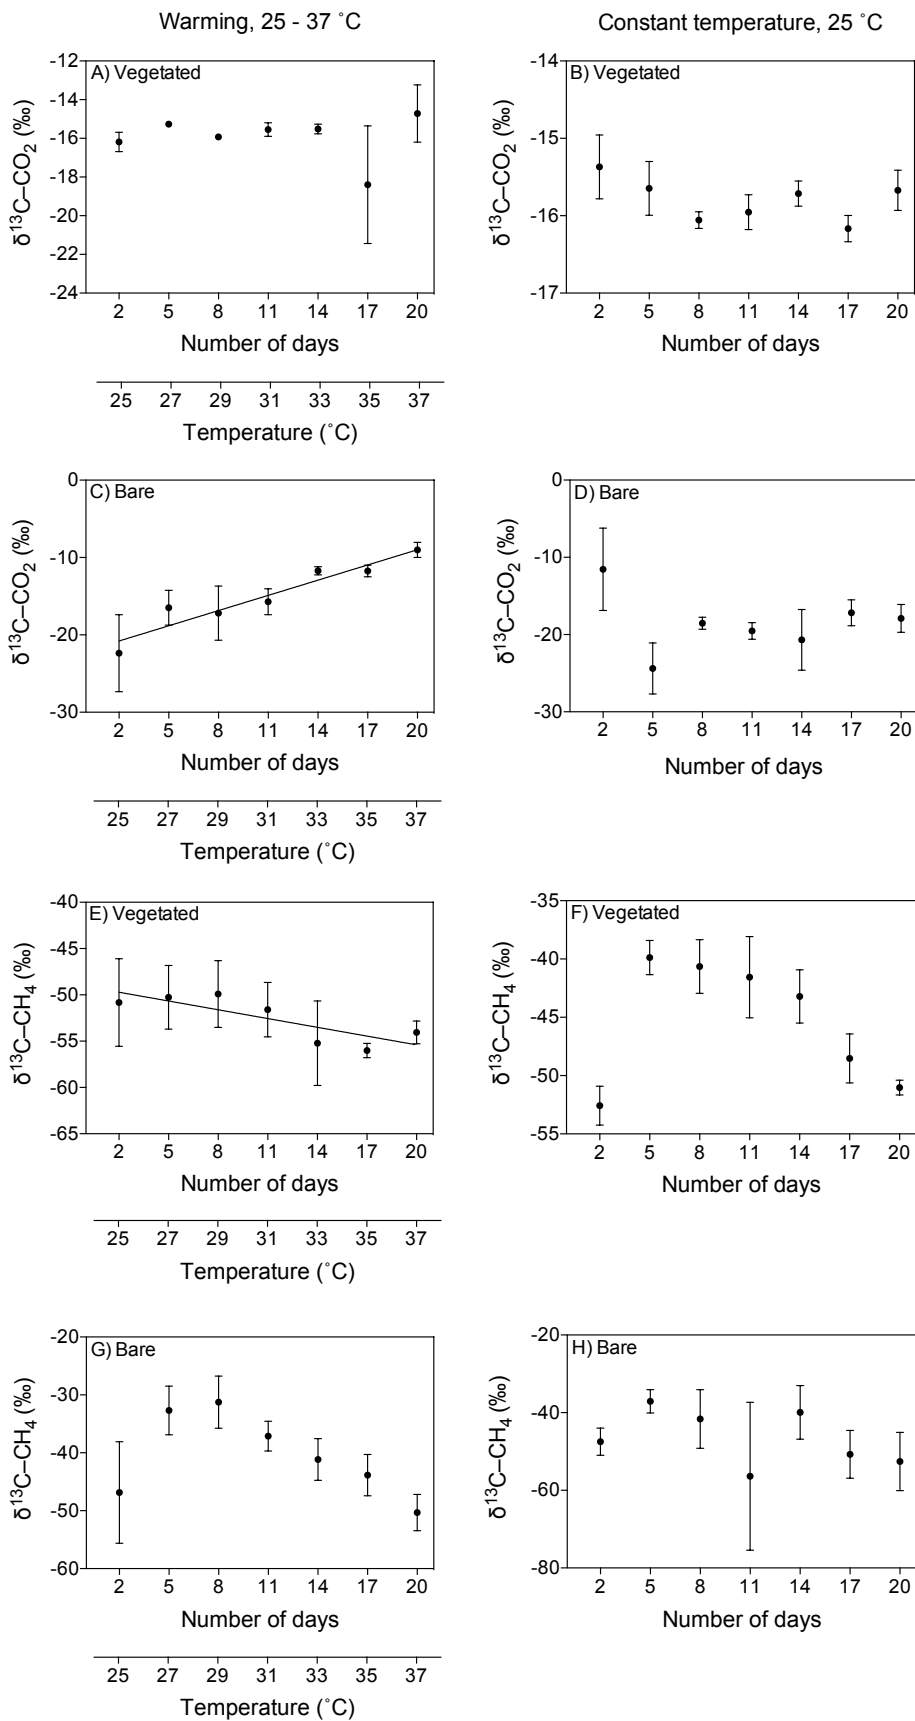 Warming, 25 - 37 ˚C
Constant temperature, 25 ˚C
A) Vegetated
δ¹³C–CO₂ (‰)
-12
-14
-16
-18
-20
-22
-24
2 5 8 11 14 17 20
Number of days
25 27 29 31 33 35 37
Temperature (˚C)
B) Vegetated
δ¹³C–CO₂ (‰)
-14
-15
-16
-17
2 5 8 11 14 17 20
Number of days
C) Bare
δ¹³C–CO₂ (‰)
0
-10
-20
-30
2 5 8 11 14 17 20
Number of days
25 27 29 31 33 35 37
Temperature (˚C)
D) Bare
δ¹³C–CO₂ (‰)
0
-10
-20
-30
2 5 8 11 14 17 20
Number of days
E) Vegetated
δ¹³C–CH₄ (‰)
-40
-45
-50
-55
-60
-65
2 5 8 11 14 17 20
Number of days
25 27 29 31 33 35 37
Temperature (˚C)
F) Vegetated
δ¹³C–CH₄ (‰)
-35
-40
-45
-50
-55
2 5 8 11 14 17 20
Number of days
G) Bare
δ¹³C–CH₄ (‰)
-20
-30
-40
-50
-60
2 5 8 11 14 17 20
Number of days
25 27 29 31 33 35 37
Temperature (˚C)
H) Bare
δ¹³C–CH₄ (‰)
-20
-40
-60
-80
2 5 8 11 14 17 20
Number of days